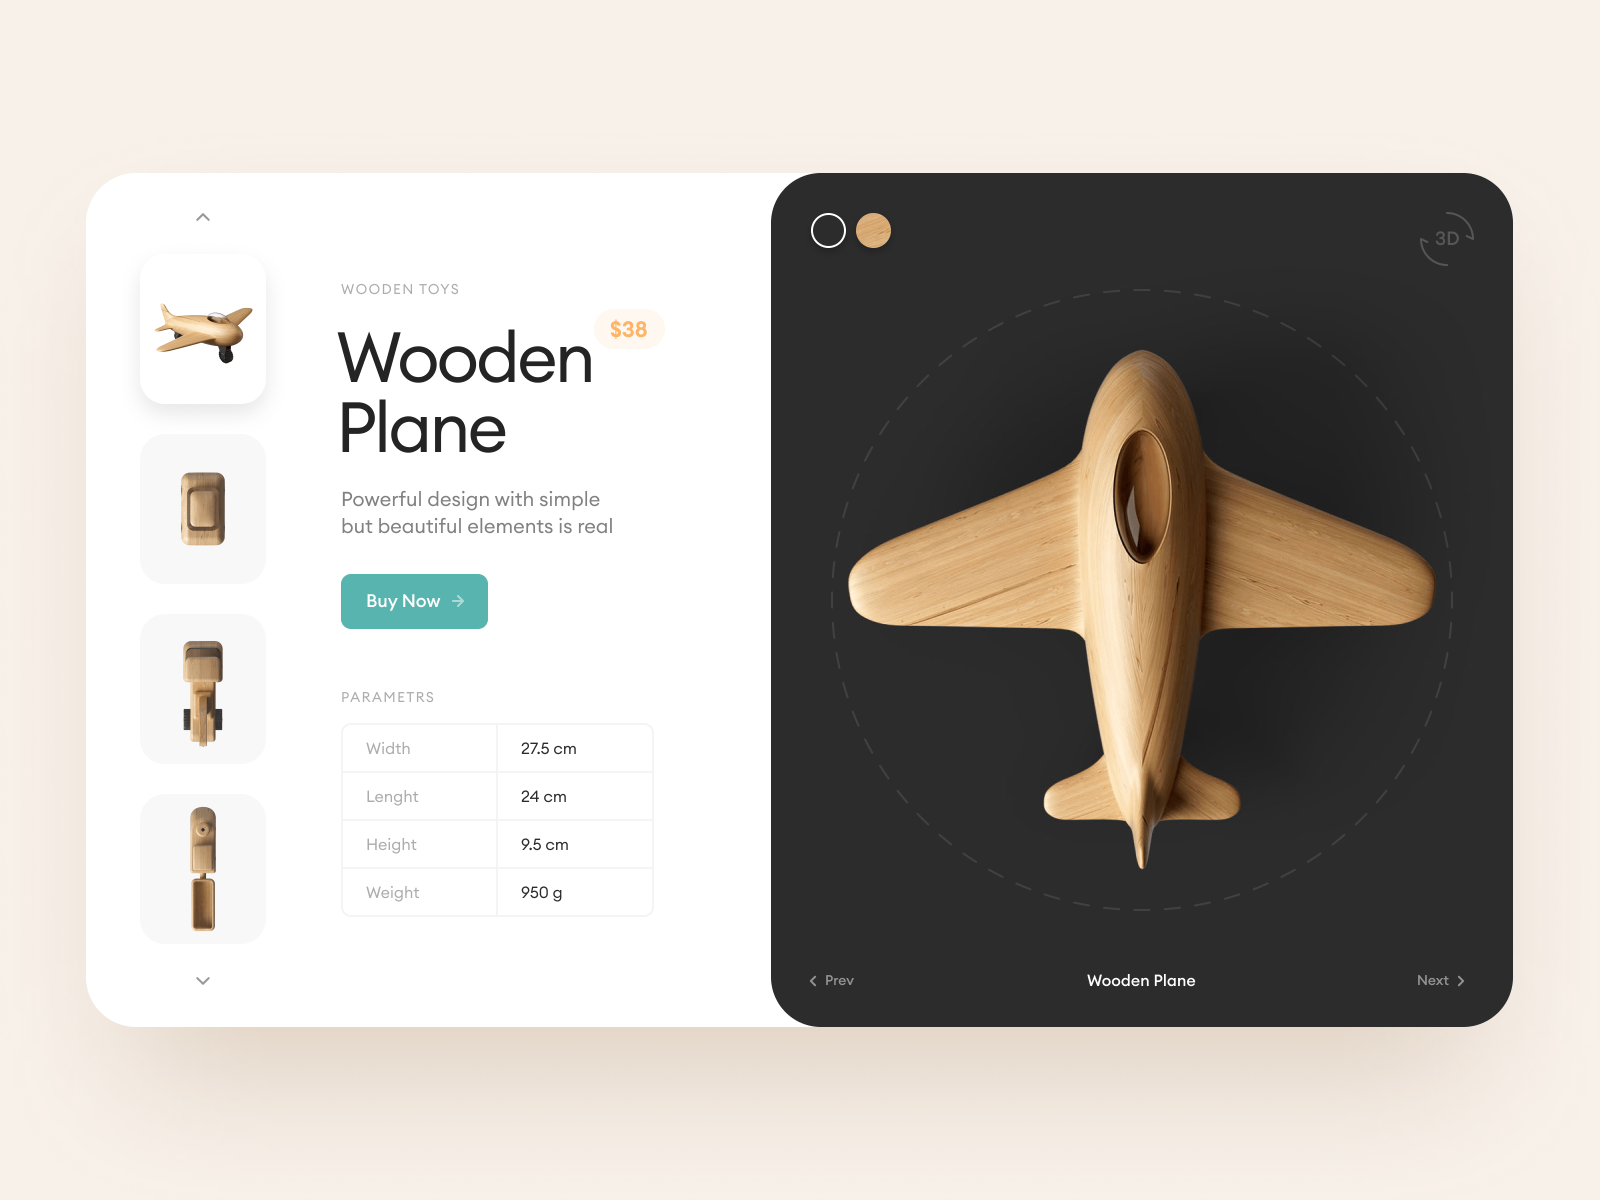 WOODEN TOYS
$38
Wooden
Plane
Powerful design with simple
but beautiful elements is real
Buy Now
PARAMETRS
Width 27.5 cm
Lenght 24 cm
Height 9.5 cm
Weight 950 g
3D
Prev
Wooden Plane
Next